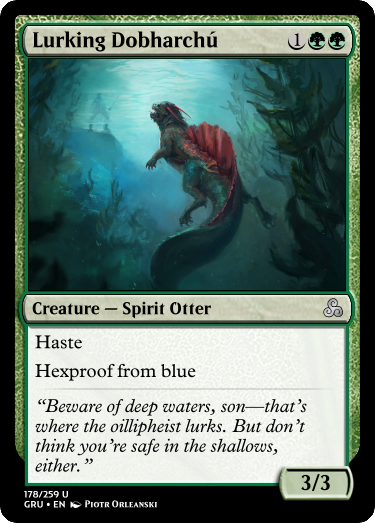 Lurking Dobharchú 1
Creature — Spirit Otter
Haste
Hexproof from blue
“Beware of deep waters, son—that’s
where the oillipheist lurks. But don’t
think you’re safe in the shallows,
either.”
3/3
178/259 U
GRU • EN Piotr Orleanski